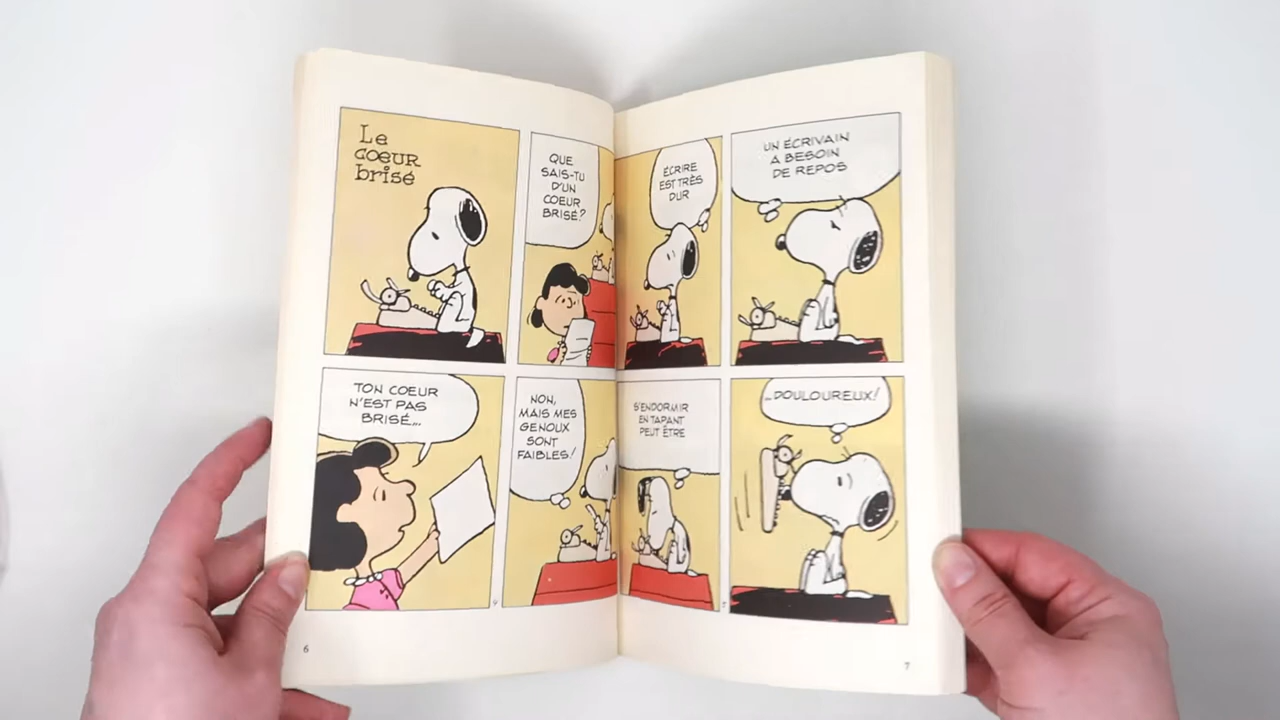 Le
coeur
brisé
QUE
SAIS-TU
D'UN
COEUR
BRISÉ?
TON COEUR
N'EST PAS
BRISÉ...
NON,
MAIS MES
GENOUX
SONT
FAIBLES!
6
ÉCRIRE
EST TRÈS
DUR
UN ÉCRIVAIN
A BESOIN
DE REPOS
S'ENDORMIR
EN TAPANT
PEUT ÊTRE
...DOULOUREUX!
7